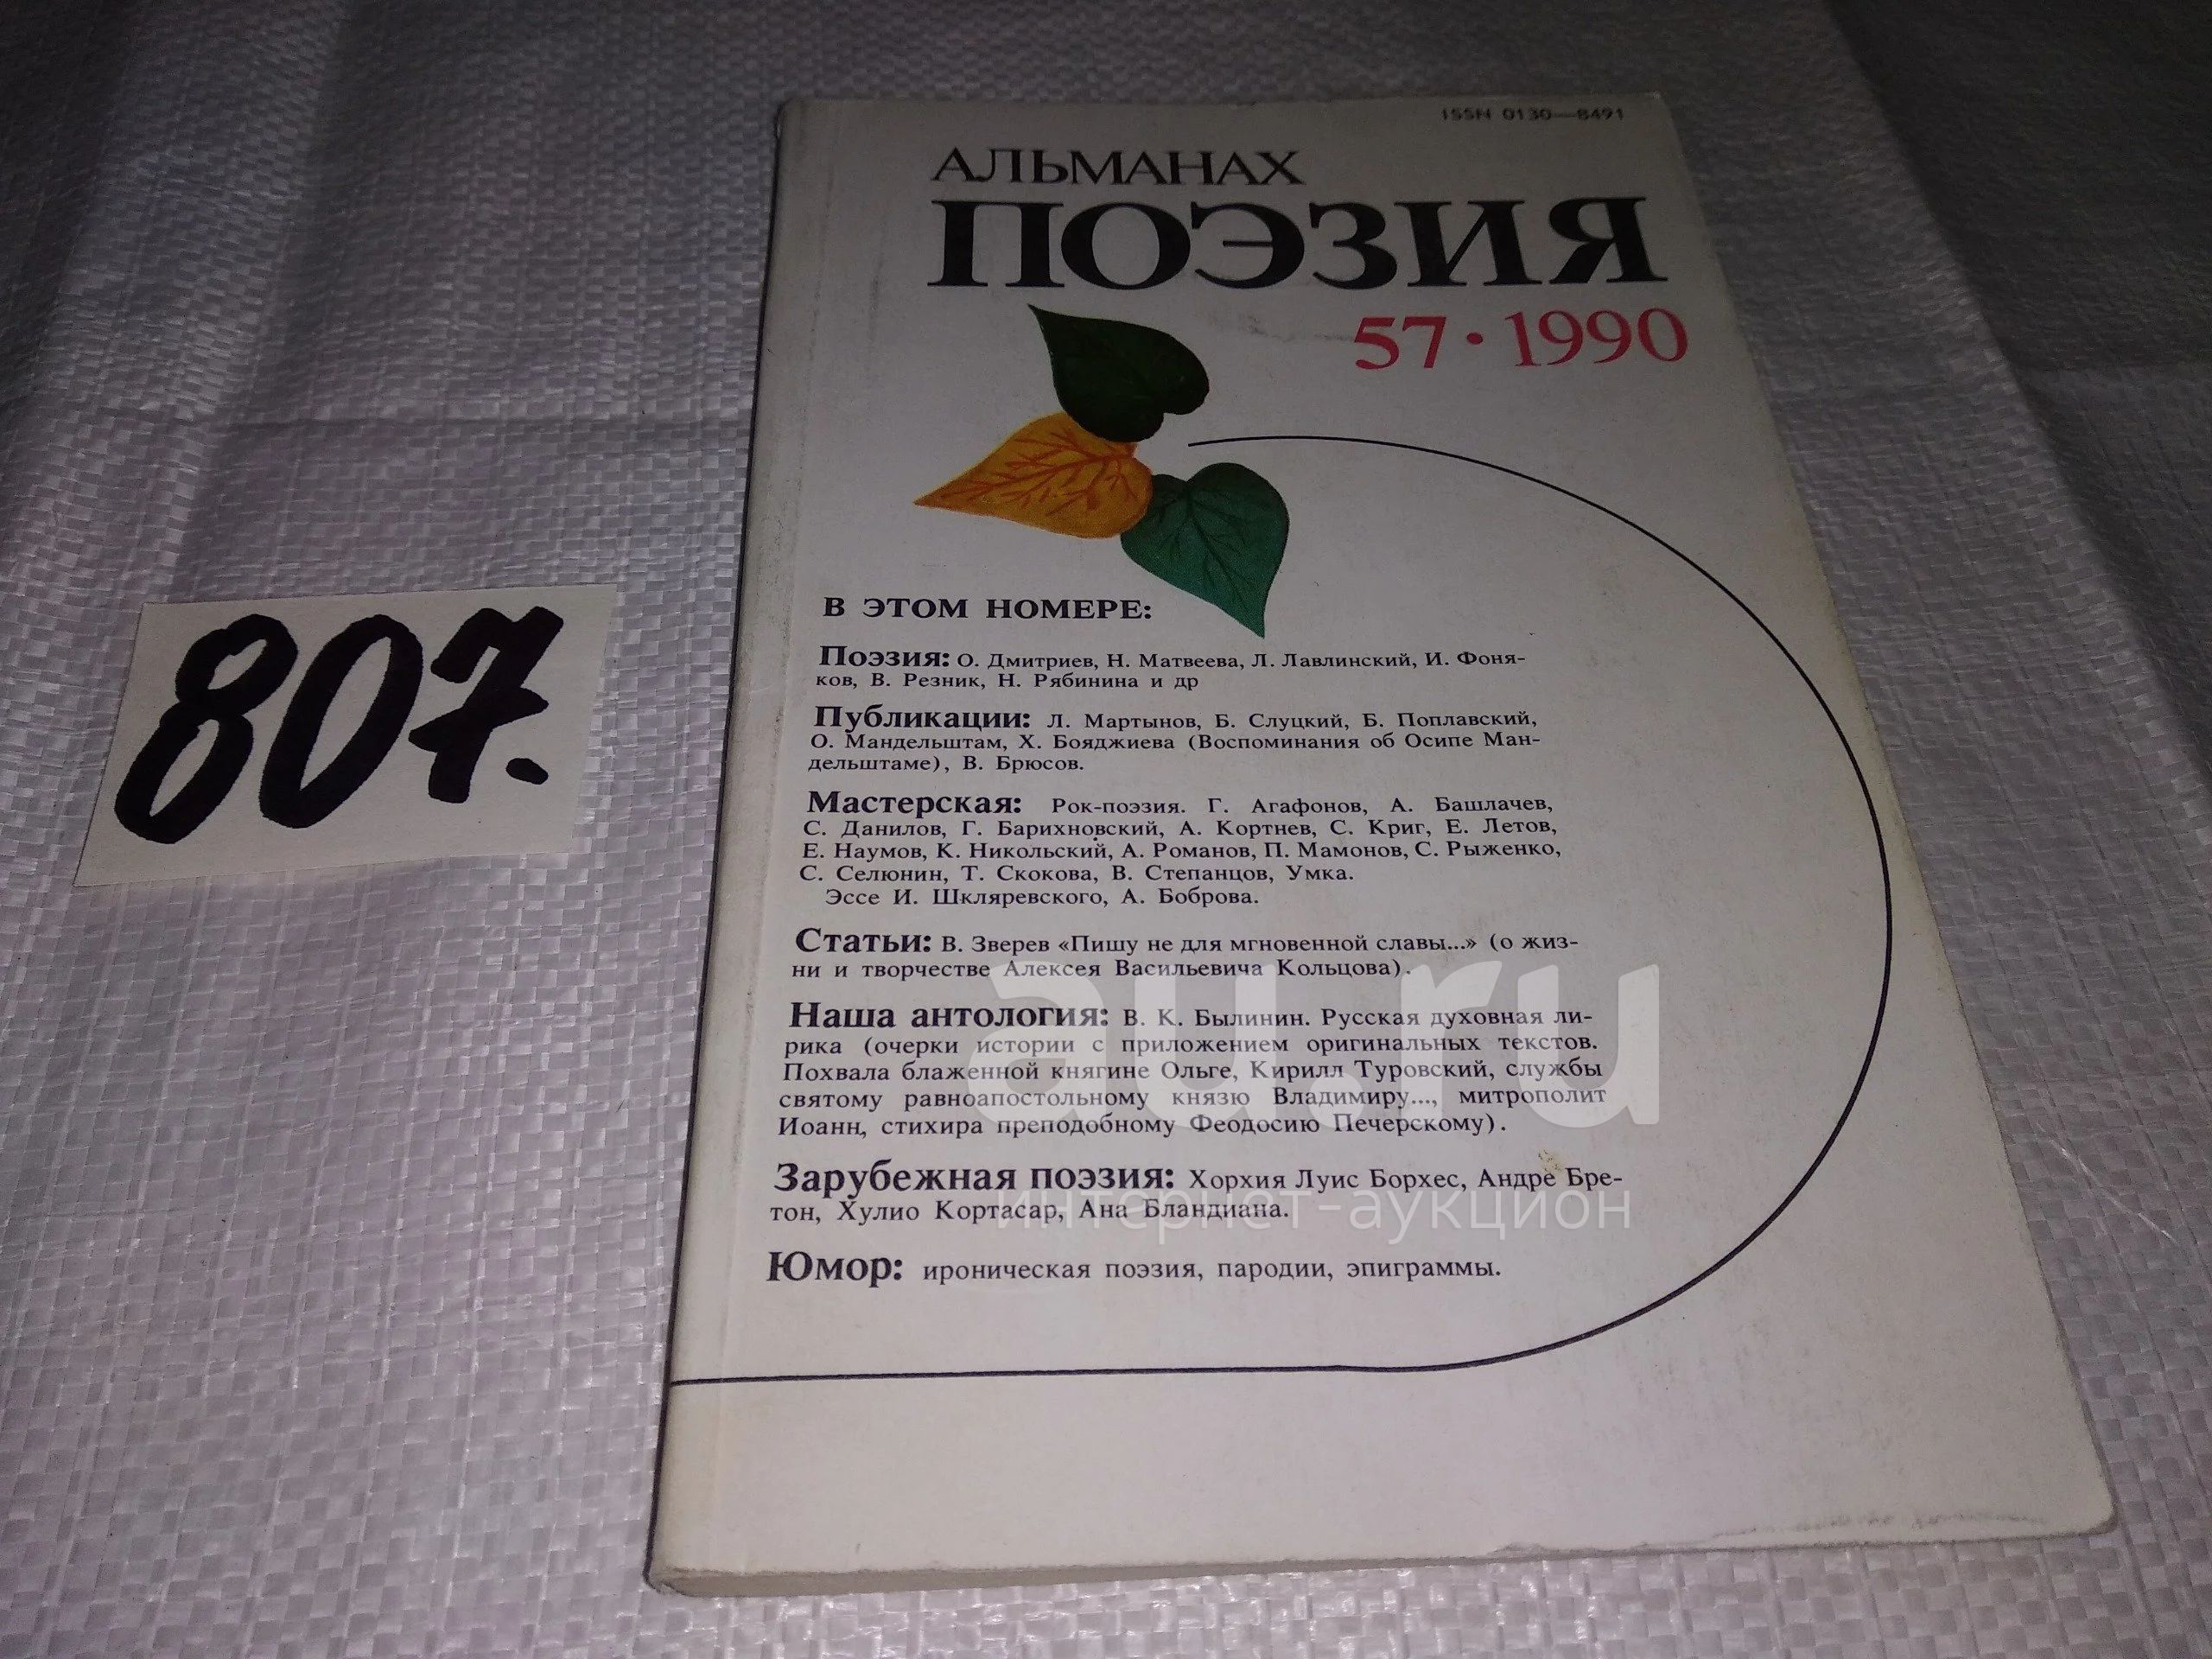 ISSN 0130—8491
АЛЬМАНАХ
ПОЭЗИЯ
57·1990
807.
В ЭТОМ НОМЕРЕ:
Поэзия: О. Дмитриев, Н. Матвеева, Л. Лавлинский, И. Фоня-
ков, В. Резник, Н. Рябинина и др
Публикации: Л. Мартынов, Б. Слуцкий, Б. Поплавский,
О. Мандельштам, Х. Бояджиева (Воспоминания об Осипе Ман-
дельштаме), В. Брюсов.
Мастерская: Рок-поэзия. Г. Агафонов, А. Башлачев,
С. Данилов, Г. Барихновский, А. Кортнев, С. Криг, Е. Летов,
Е. Наумов, К. Никольский, А. Романов, П. Мамонов, С. Рыженко,
С. Селюнин, Т. Скокова, В. Степанцов, Умка.
Эссе И. Шкляревского, А. Боброва.
Статьи: В. Зверев «Пишу не для мгновенной славы...» (о жиз-
ни и творчестве Алексея Васильевича Кольцова).
Наша антология: В. К. Былинин. Русская духовная ли-
рика (очерки истории с приложением оригинальных текстов.
Похвала блаженной княгине Ольге, Кирилл Туровский, службы
святому равноапостольному князю Владимиру..., митрополит
Иоанн, стихира преподобному Феодосию Печерскому).
Зарубежная поэзия: Хорхия Луис Борхес, Андре Бре-
тон, Хулио Кортасар, Ана Бландиана.
Юмор: ироническая поэзия, пародии, эпиграммы.
au.ru
интернет-аукцион